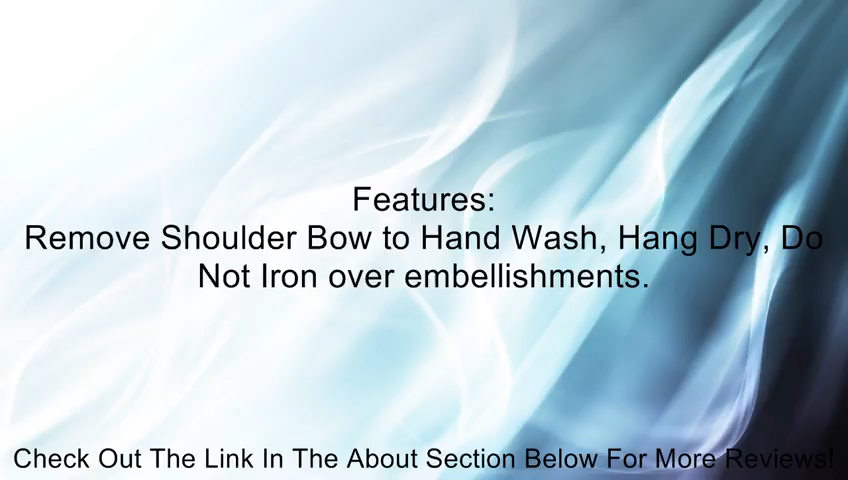 Features:
Remove Shoulder Bow to Hand Wash, Hang Dry, Do
Not Iron over embellishments.
Check Out The Link In The About Section Below For More Reviews!